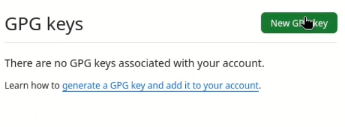 GPG keys
New GPG key
There are no GPG keys associated with your account.
Learn how to generate a GPG key and add it to your account.